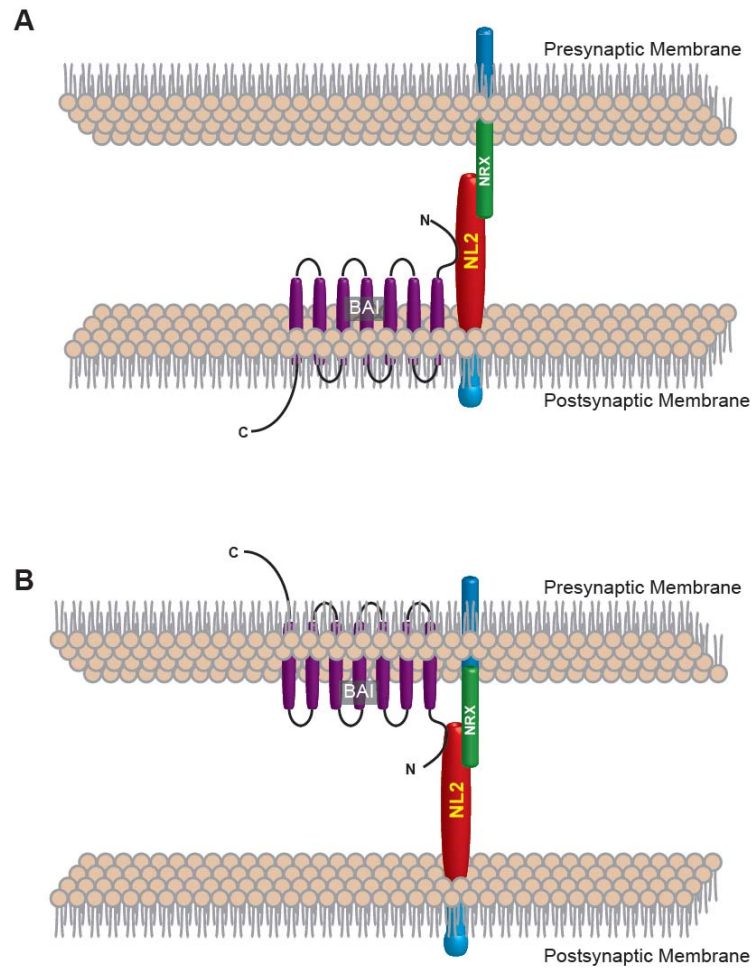 A
Presynaptic Membrane
NRX
N
NL2
BAI
Postsynaptic Membrane
C
C
B
Presynaptic Membrane
BAI
NRX
N
NL2
Postsynaptic Membrane